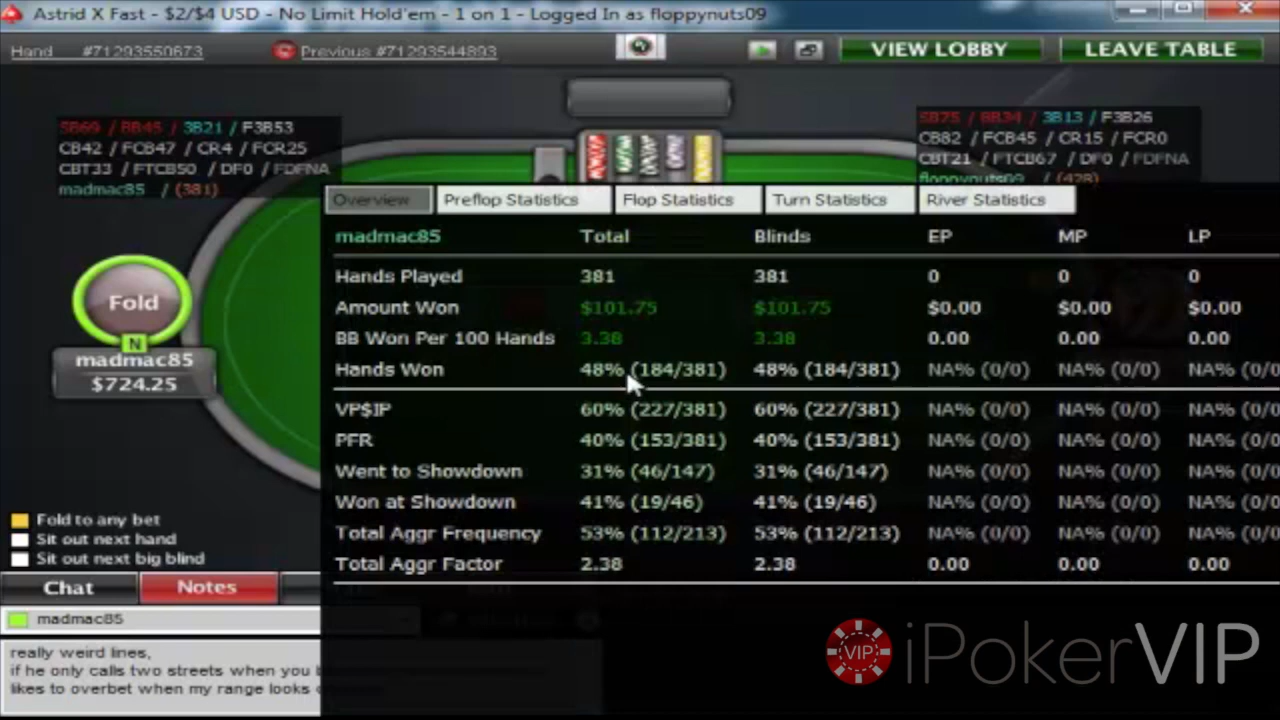 Astrid X Fast - $2/$4 USD - No Limit Hold'em - 1 on 1 - Logged In as floppynuts09
Hand #71293550673 Previous #71293544893 VIEW LOBBY LEAVE TABLE
SB69 / BB45 / 3B21 / F3B53
CB42 / FCB47 / CR4 / FCR25
CBT33 / FTCB50 / DF0 / FDFNA
madmac85 / (381)
SB75 / BB34 / 3B13 / F3B26
CB82 / FCB45 / CR15 / FCR0
CBT21 / FTCB67 / DF0 / FDFNA
floppynuts09 / (428)
Overview Preflop Statistics Flop Statistics Turn Statistics River Statistics
madmac85 Total Blinds EP MP LP
Hands Played 381 381 0 0 0
Amount Won $101.75 $101.75 $0.00 $0.00 $0.00
BB Won Per 100 Hands 3.38 3.38 0.00 0.00 0.00
Hands Won 48% (184/381) 48% (184/381) NA% (0/0) NA% (0/0) NA% (0/0
VP$IP 60% (227/381) 60% (227/381) NA% (0/0) NA% (0/0) NA% (0/0
PFR 40% (153/381) 40% (153/381) NA% (0/0) NA% (0/0) NA% (0/0
Went to Showdown 31% (46/147) 31% (46/147) NA% (0/0) NA% (0/0) NA% (0/0
Won at Showdown 41% (19/46) 41% (19/46) NA% (0/0) NA% (0/0) NA% (0/0
Total Aggr Frequency 53% (112/213) 53% (112/213) NA% (0/0) NA% (0/0) NA% (0/0
Total Aggr Factor 2.38 2.38 0.00 0.00 0.00
Fold
N
madmac85
$724.25
Fold to any bet
Sit out next hand
Sit out next big blind
Chat Notes
madmac85
really weird lines,
if he only calls two streets when you
likes to overbet when my range looks
VIP iPokerVIP